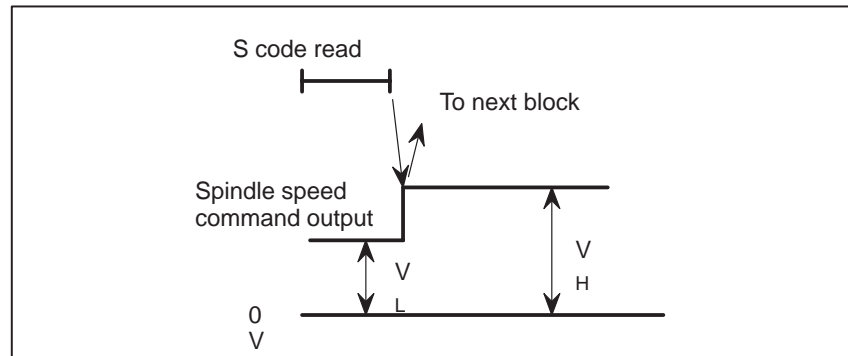 S code read
To next block
Spindle speed
command output
V
L
V
H
0
V